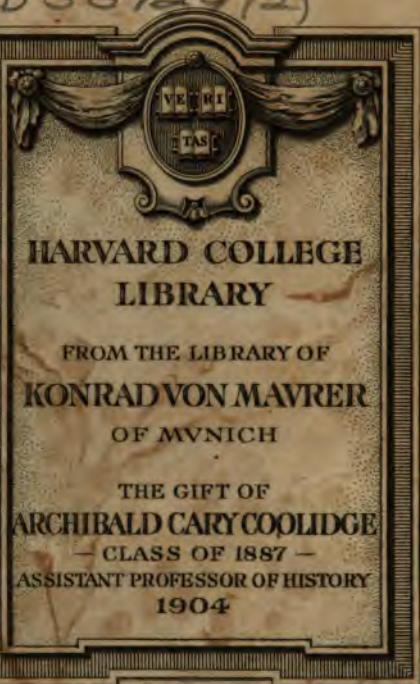 VE RI
TAS
HARVARD COLLEGE
LIBRARY
FROM THE LIBRARY OF
KONRAD VON MAVRER
OF MVNICH
THE GIFT OF
ARCHIBALD CARY COOLIDGE
— CLASS OF 1887 —
ASSISTANT PROFESSOR OF HISTORY
1904